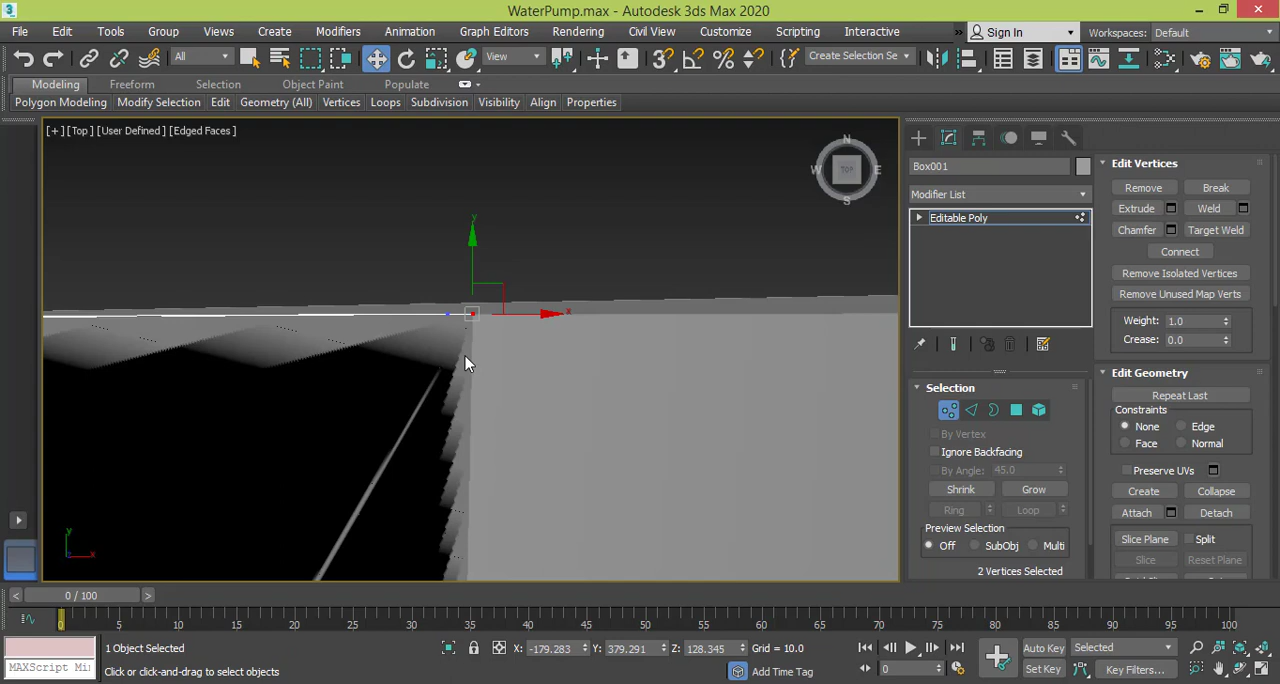 3
WaterPump.max - Autodesk 3ds Max 2020
File Edit Tools Group Views Create Modifiers Animation Graph Editors Rendering Civil View Customize Scripting Interactive » Sign In Workspaces: Default
All View Create Selection Se
Modeling Freeform Selection Object Paint Populate
Polygon Modeling Modify Selection Edit Geometry (All) Vertices Loops Subdivision Visibility Align Properties
[+] [Top] [User Defined] [Edged Faces]
N
W TOP E
S
y
x
y
x
Box001
Modifier List
Editable Poly
Selection
By Vertex
Ignore Backfacing
By Angle: 45.0
Shrink Grow
Ring Loop
Preview Selection
Off SubObj Multi
2 Vertices Selected
Edit Vertices
Remove Break
Extrude Weld
Chamfer Target Weld
Connect
Remove Isolated Vertices
Remove Unused Map Verts
Weight: 1.0
Crease: 0.0
Edit Geometry
Repeat Last
Constraints
None Edge
Face Normal
Preserve UVs
Create Collapse
Attach Detach
Slice Plane Split
Slice Reset Plane
< 0 / 100 >
0 5 10 15 20 25 30 35 40 45 50 55 60 65 70 75 80 85 90 95 100
1 Object Selected X: -179.283 Y: 379.291 Z: 128.345 Grid = 10.0 Auto Key Selected
MAXScript Mi Click or click-and-drag to select objects Add Time Tag 0 Set Key Key Filters...